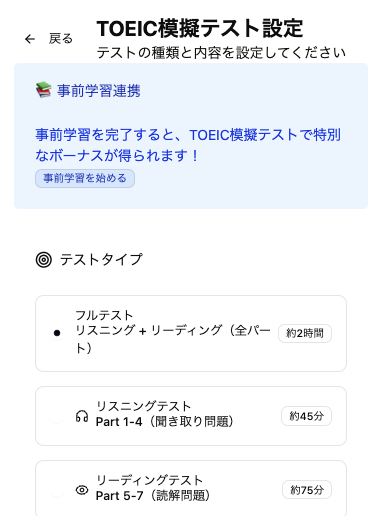 戻る
TOEIC模擬テスト設定
テストの種類と内容を設定してください
事前学習連携
事前学習を完了すると、TOEIC模擬テストで特別
なボーナスが得られます！
事前学習を始める
テストタイプ
フルテスト
リスニング + リーディング（全パー
ト）
約2時間
リスニングテスト
Part 1-4（聞き取り問題）
約45分
リーディングテスト
Part 5-7（読解問題）
約75分